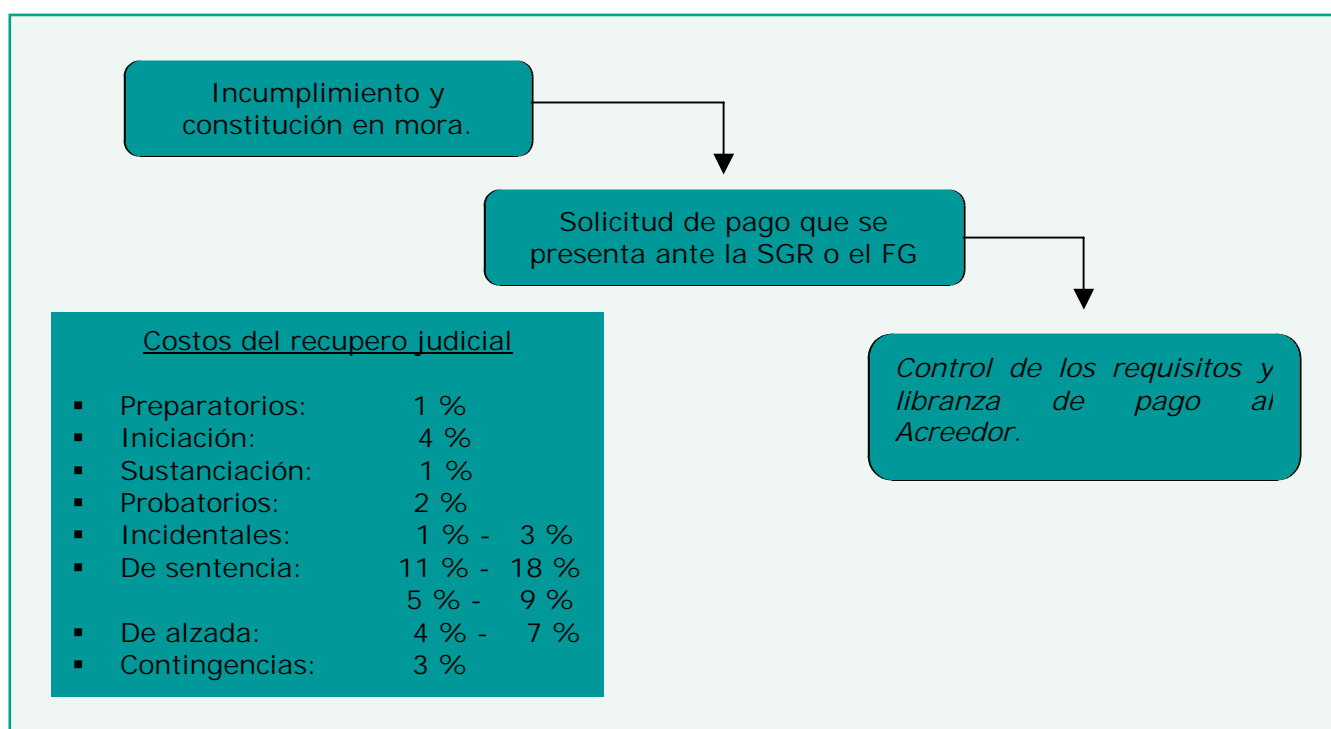 Incumplimiento y
constitución en mora.
Solicitud de pago que se
presenta ante la SGR o el FG
Control de los requisitos y
libranza de pago al
Acreedor.
Costos del recupero judicial
▪ Preparatorios: 1 %
▪ Iniciación: 4 %
▪ Sustanciación: 1 %
▪ Probatorios: 2 %
▪ Incidentales: 1 % - 3 %
▪ De sentencia: 11 % - 18 %
5 % - 9 %
▪ De alzada: 4 % - 7 %
▪ Contingencias: 3 %